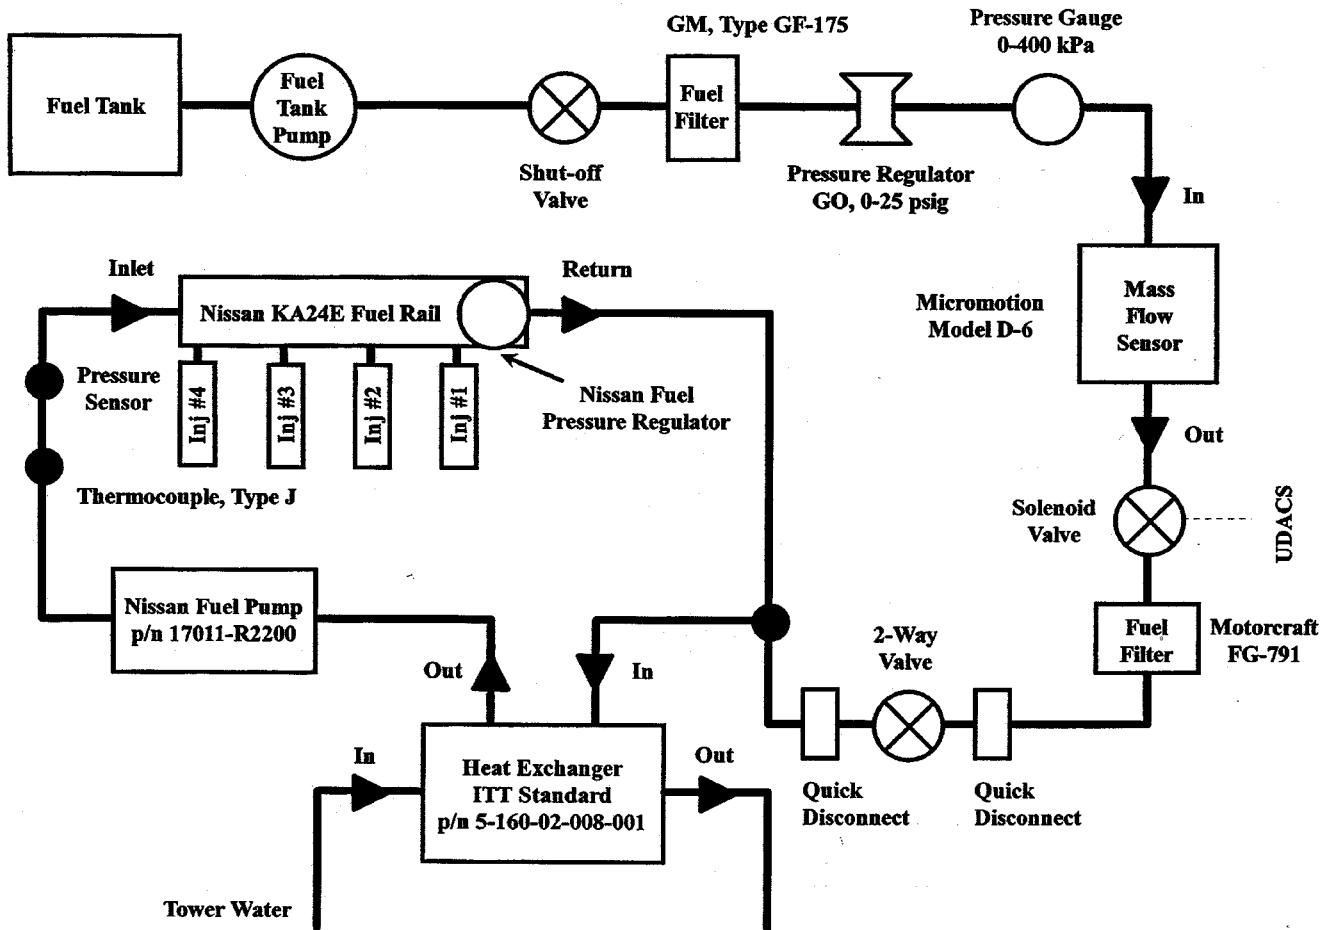 GM, Type GF-175
Pressure Gauge
0-400 kPa
Fuel Tank
Fuel
Tank
Pump
Fuel
Filter
Shut-off
Valve
Pressure Regulator
GO, 0-25 psig
In
Inlet
Return
Nissan KA24E Fuel Rail
Micromotion
Model D-6
Mass
Flow
Sensor
Pressure
Sensor
Inj #4
Inj #3
Inj #2
Inj #1
Nissan Fuel
Pressure Regulator
Out
Thermocouple, Type J
Solenoid
Valve
UDACS
Nissan Fuel Pump
p/n 17011-R2200
Fuel
Filter
Motorcraft
FG-791
2-Way
Valve
Out
In
In
Heat Exchanger
ITT Standard
p/n 5-160-02-008-001
Out
Quick
Disconnect
Quick
Disconnect
Tower Water